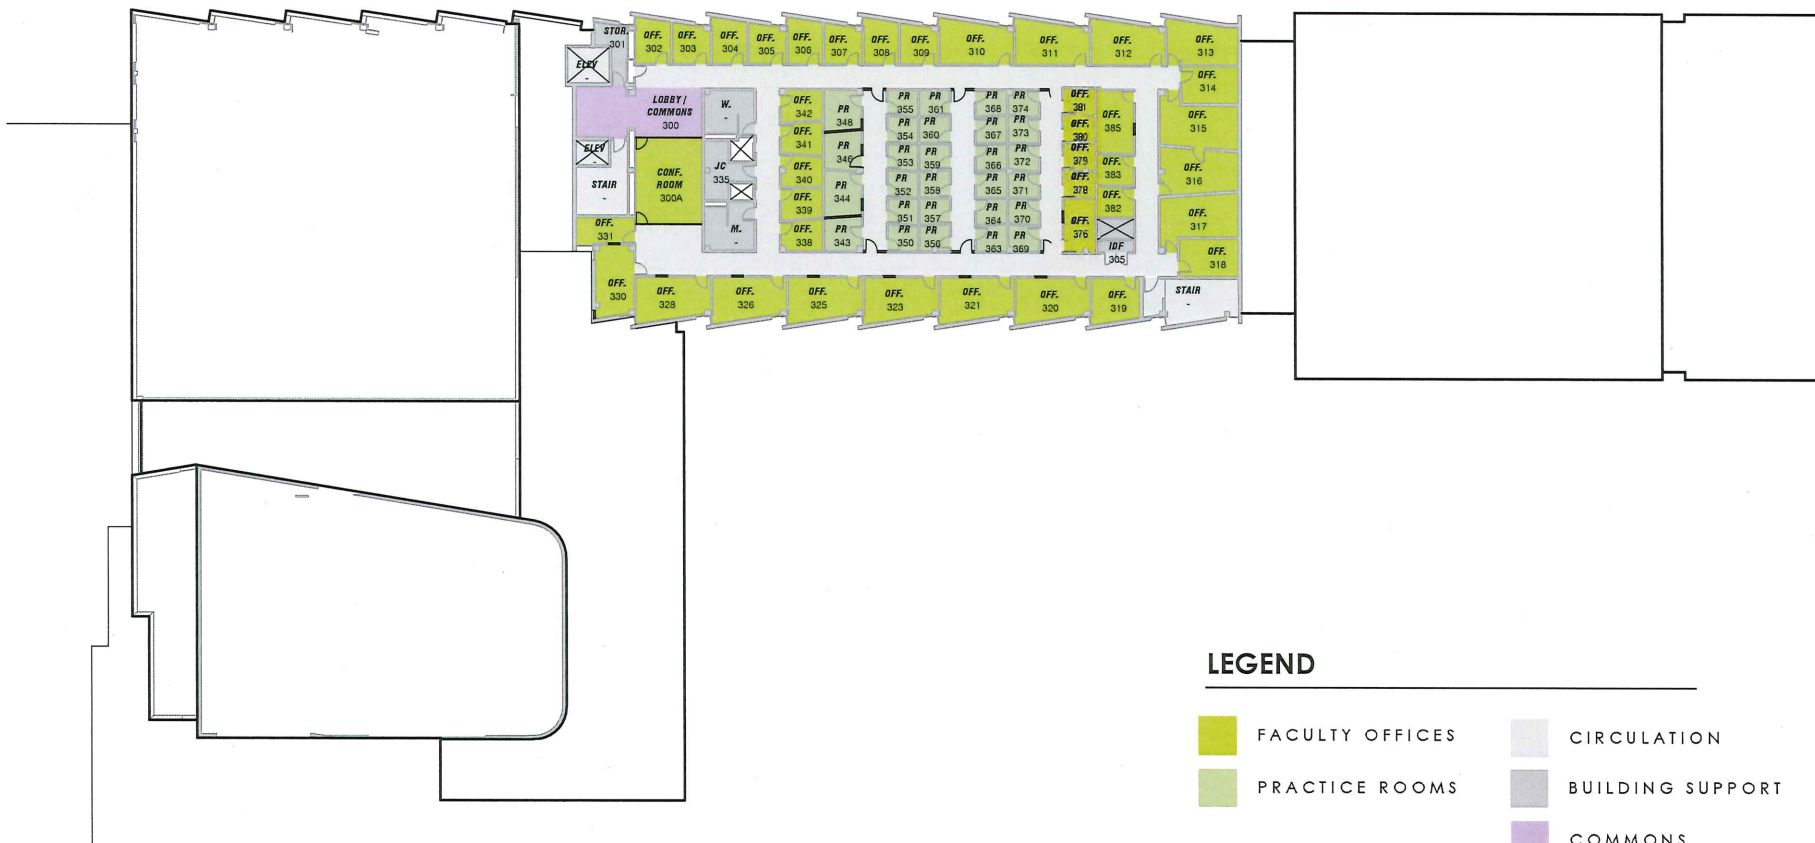 STOR.
301
OFF.
302
OFF.
303
OFF.
304
OFF.
305
OFF.
306
OFF.
307
OFF.
308
OFF.
309
OFF.
310
OFF.
311
OFF.
312
OFF.
313
ELEV
-
OFF.
314
LOBBY /
COMMONS
300
W.
-
OFF.
342
PR
348
PR
355
PR
361
PR
368
PR
374
OFF.
381
OFF.
385
OFF.
315
OFF.
341
PR
354
PR
360
PR
367
PR
373
OFF.
380
ELEV
-
PR
346
PR
353
PR
359
PR
366
PR
372
OFF.
379
JC
335
OFF.
340
OFF.
383
OFF.
316
STAIR
-
CONF.
ROOM
300A
PR
344
PR
352
PR
358
PR
365
PR
371
OFF.
378
OFF.
339
OFF.
382
PR
351
PR
357
PR
364
PR
370
OFF.
376
OFF.
317
OFF.
331
M.
-
OFF.
338
PR
343
PR
350
PR
356
PR
363
PR
369
IDF
305
OFF.
318
OFF.
330
OFF.
328
OFF.
326
OFF.
325
OFF.
323
OFF.
321
OFF.
320
OFF.
319
STAIR
-
LEGEND
FACULTY OFFICES
CIRCULATION
PRACTICE ROOMS
BUILDING SUPPORT
COMMONS